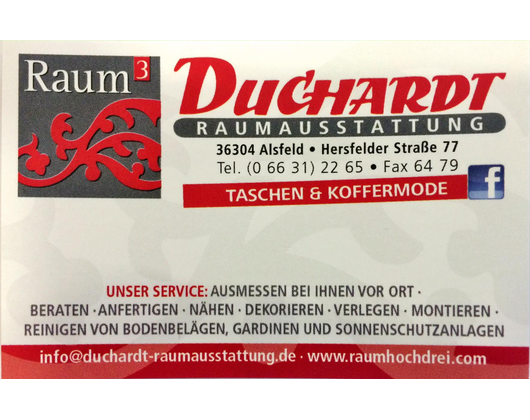 Raum³
DUCHARDT
RAUMAUSSTATTUNG
36304 Alsfeld • Hersfelder Straße 77
Tel. (0 66 31) 22 65 • Fax 64 79
TASCHEN & KOFFERMODE f
UNSER SERVICE: AUSMESSEN BEI IHNEN VOR ORT ·
BERATEN · ANFERTIGEN · NÄHEN · DEKORIEREN · VERLEGEN · MONTIEREN ·
REINIGEN VON BODENBELÄGEN, GARDINEN UND SONNENSCHUTZANLAGEN
info@duchardt-raumausstattung.de · www.raumhochdrei.com